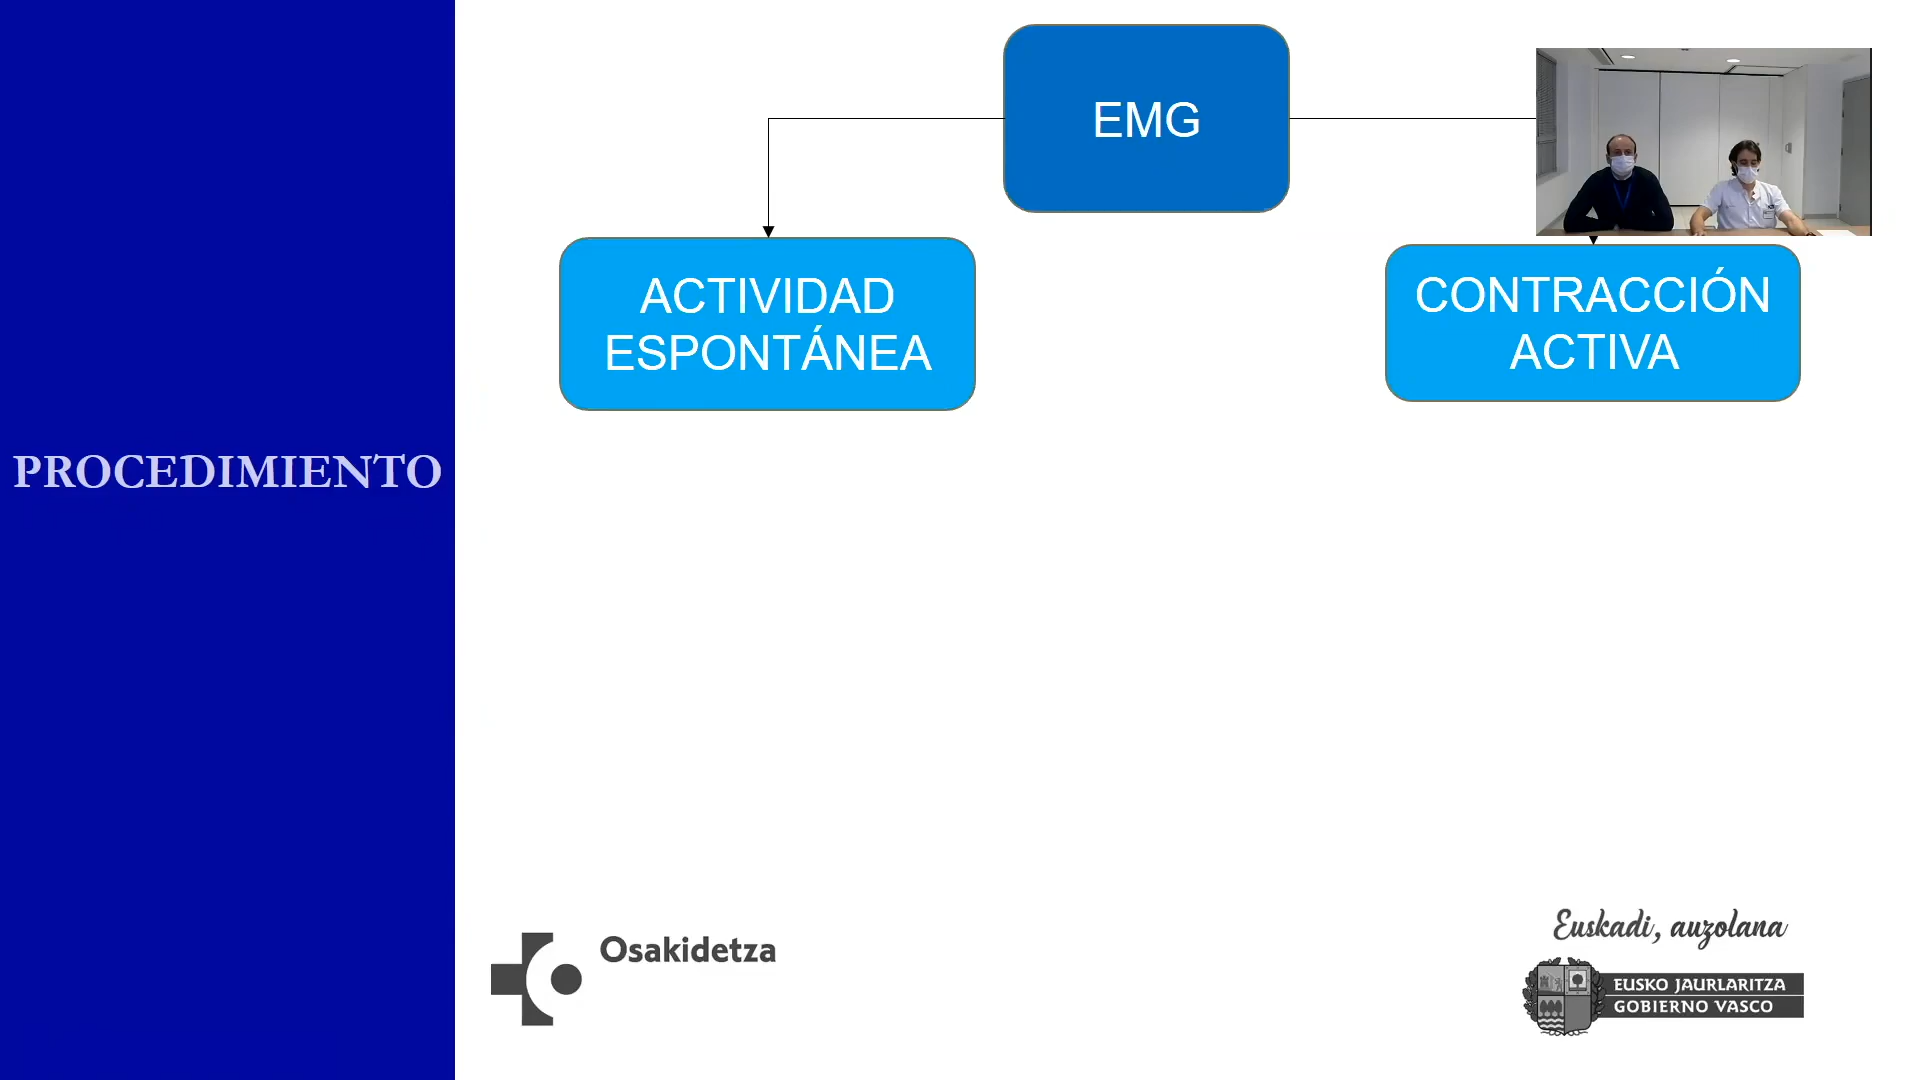 PROCEDIMIENTO
EMG
ACTIVIDAD
ESPONTÁNEA
CONTRACCIÓN
ACTIVA
Osakidetza
Euskadi, auzolana
EUSKO JAURLARITZA
GOBIERNO VASCO